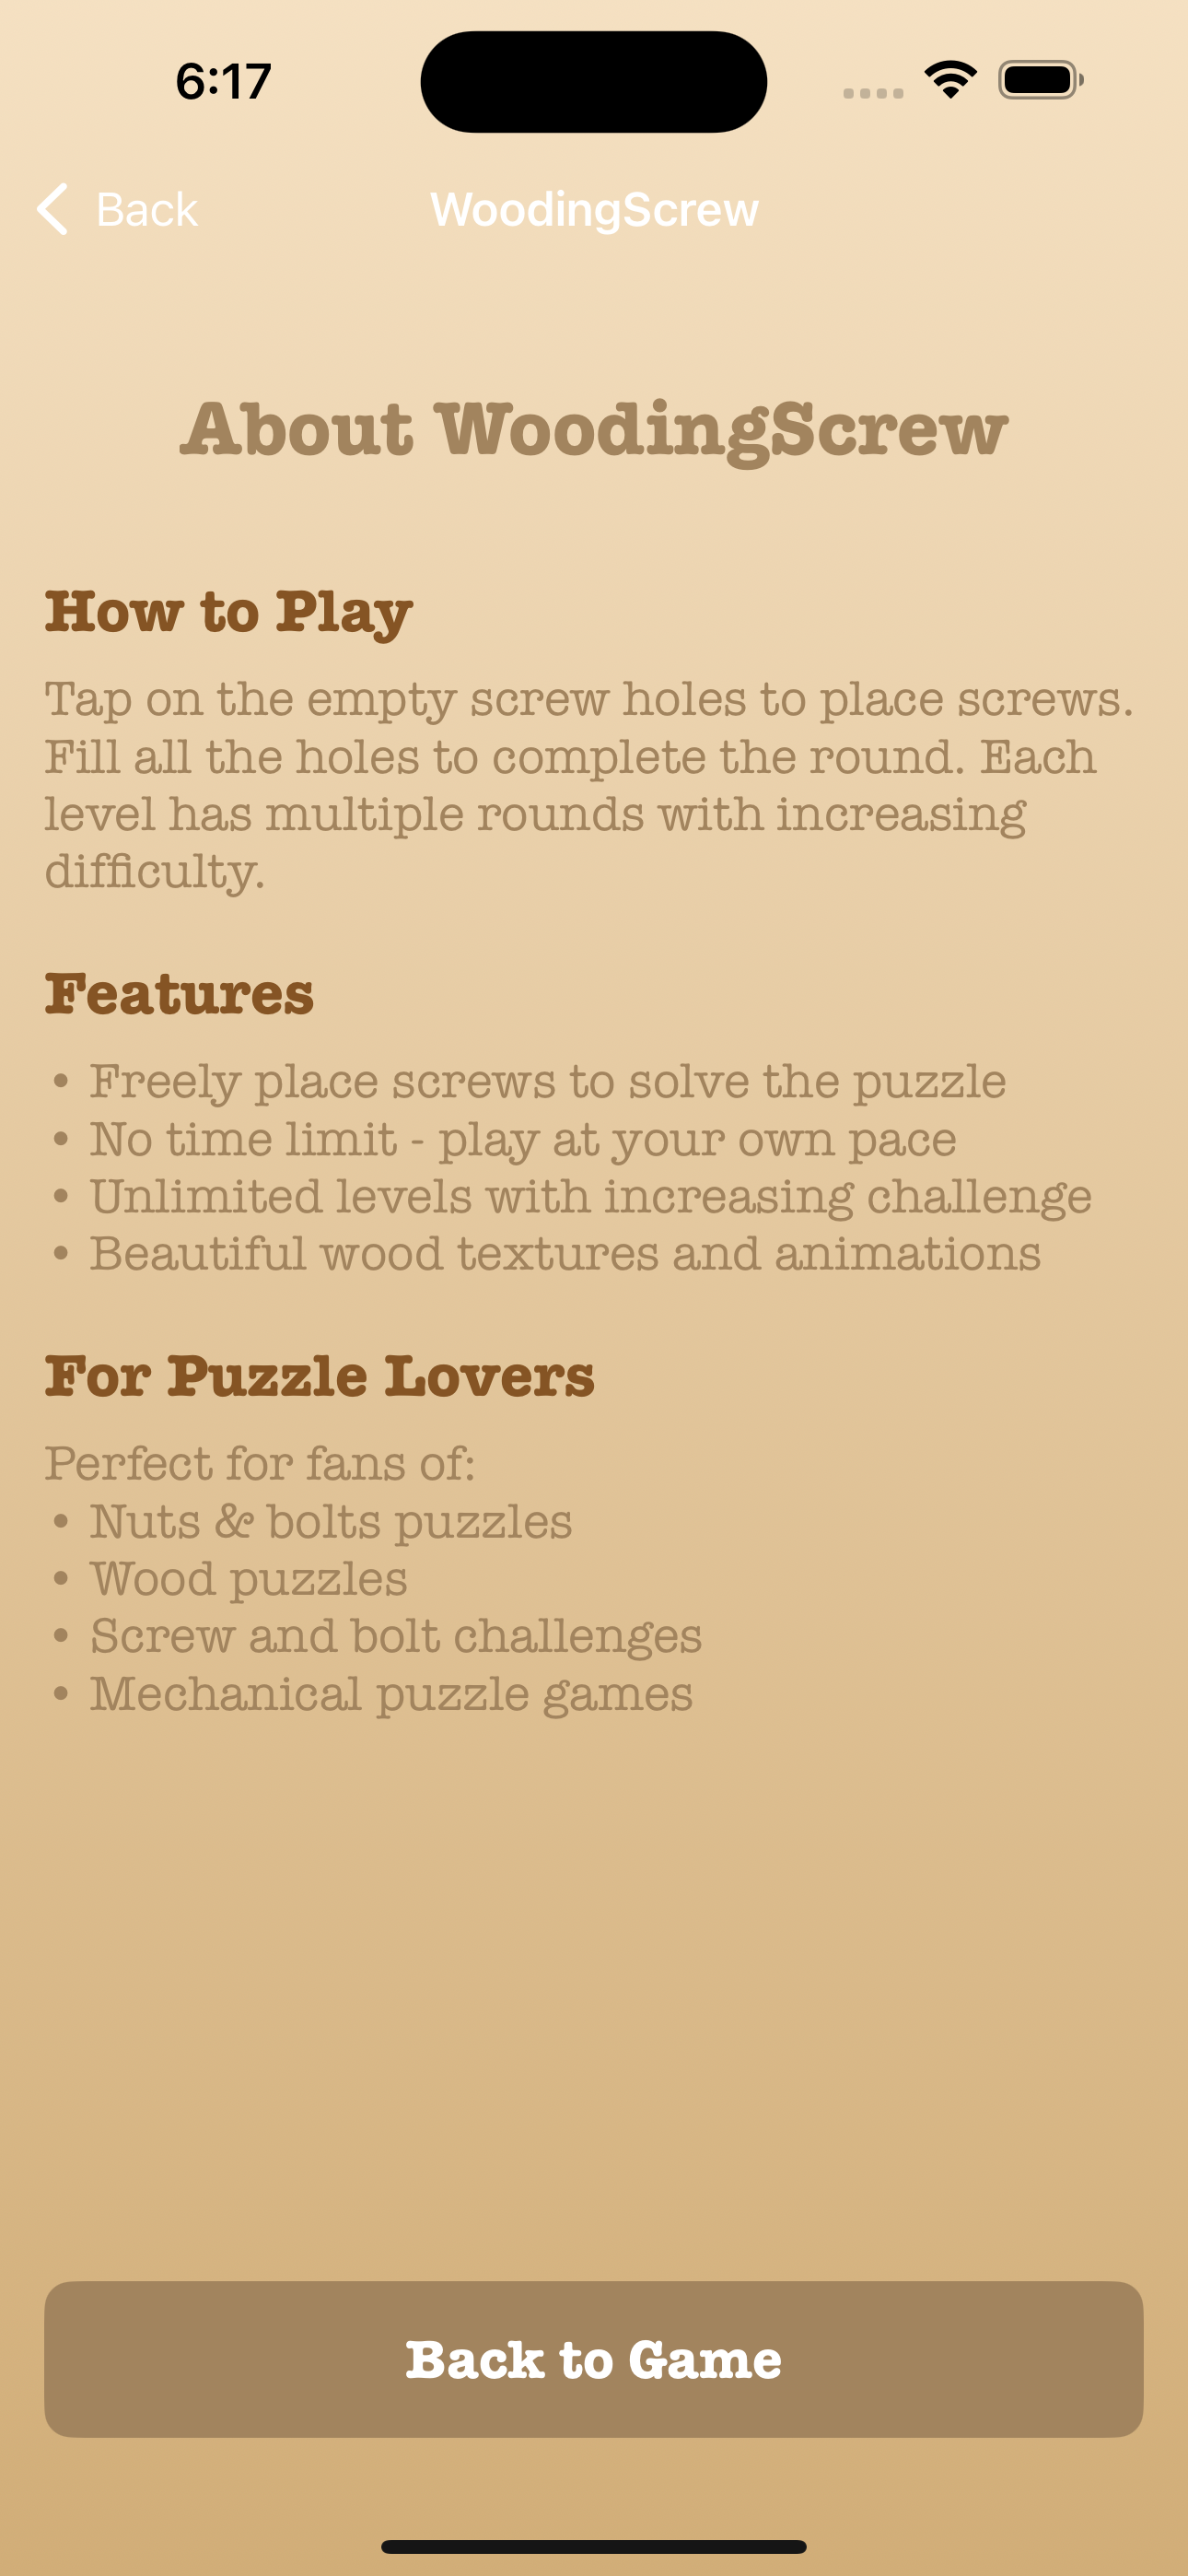 6:17
Back
WoodingScrew
About WoodingScrew
How to Play
Tap on the empty screw holes to place screws.
Fill all the holes to complete the round. Each
level has multiple rounds with increasing
difficulty.
Features
• Freely place screws to solve the puzzle
• No time limit - play at your own pace
• Unlimited levels with increasing challenge
• Beautiful wood textures and animations
For Puzzle Lovers
Perfect for fans of:
• Nuts & bolts puzzles
• Wood puzzles
• Screw and bolt challenges
• Mechanical puzzle games
Back to Game